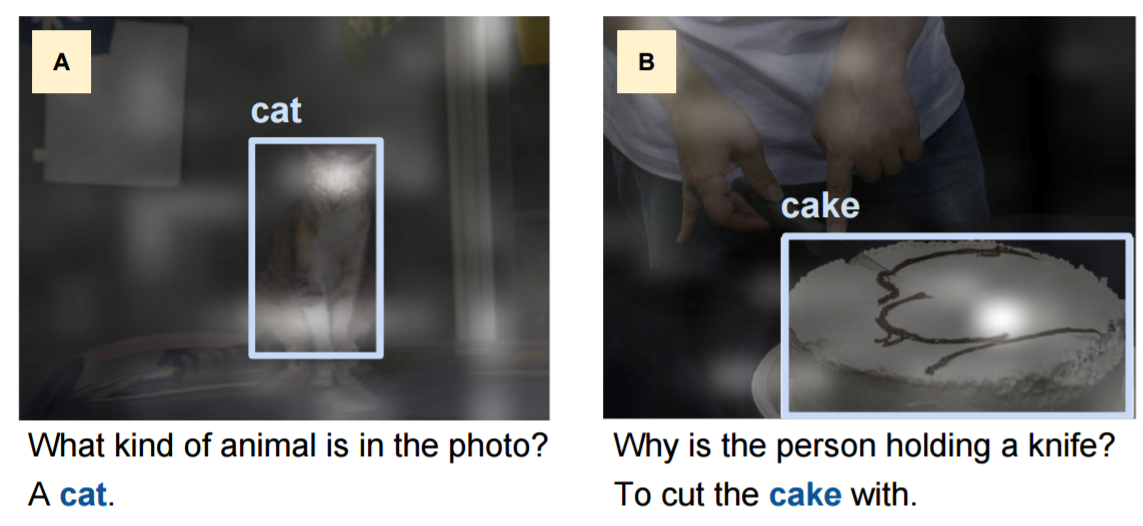 A
cat
What kind of animal is in the photo?
A cat.
B
cake
Why is the person holding a knife?
To cut the cake with.